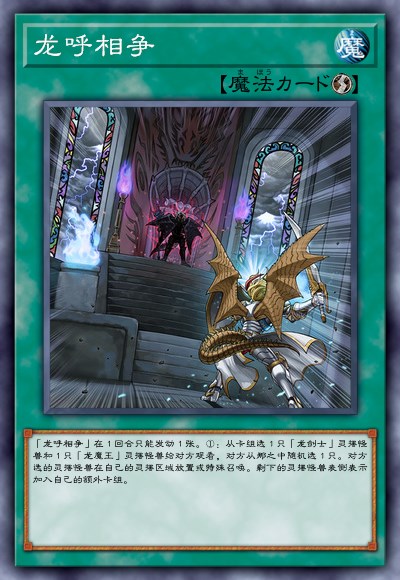 龙呼相争
魔
【魔法カード】
ま ほう
「龙呼相争」在1回合只能发动1张。①：从卡组选1只「龙剑士」灵摆怪
兽和1只「龙魔王」灵摆怪兽给对方观看，对方从那之中随机选1只。对方
选的灵摆怪兽在自己的灵摆区域放置或特殊召唤。剩下的灵摆怪兽表侧表示
加入自己的额外卡组。